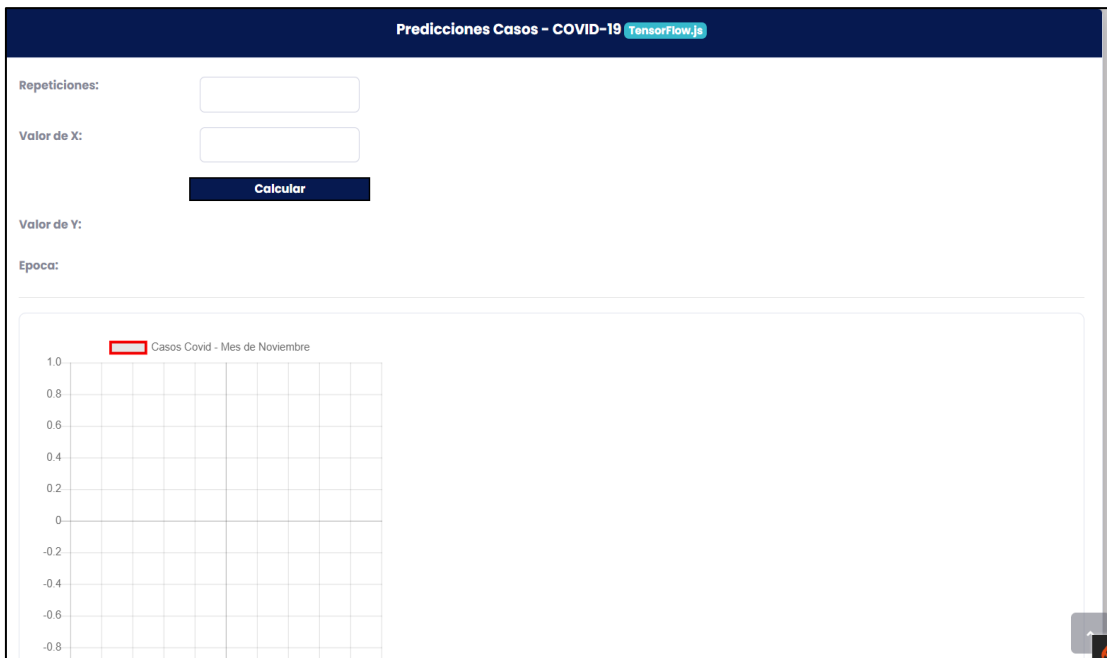 Predicciones Casos - COVID-19 TensorFlow.js
Repeticiones:
Valor de X:
Calcular
Valor de Y:
Epoca:
Casos Covid - Mes de Noviembre
1.0
0.8
0.6
0.4
0.2
0
-0.2
-0.4
-0.6
-0.8